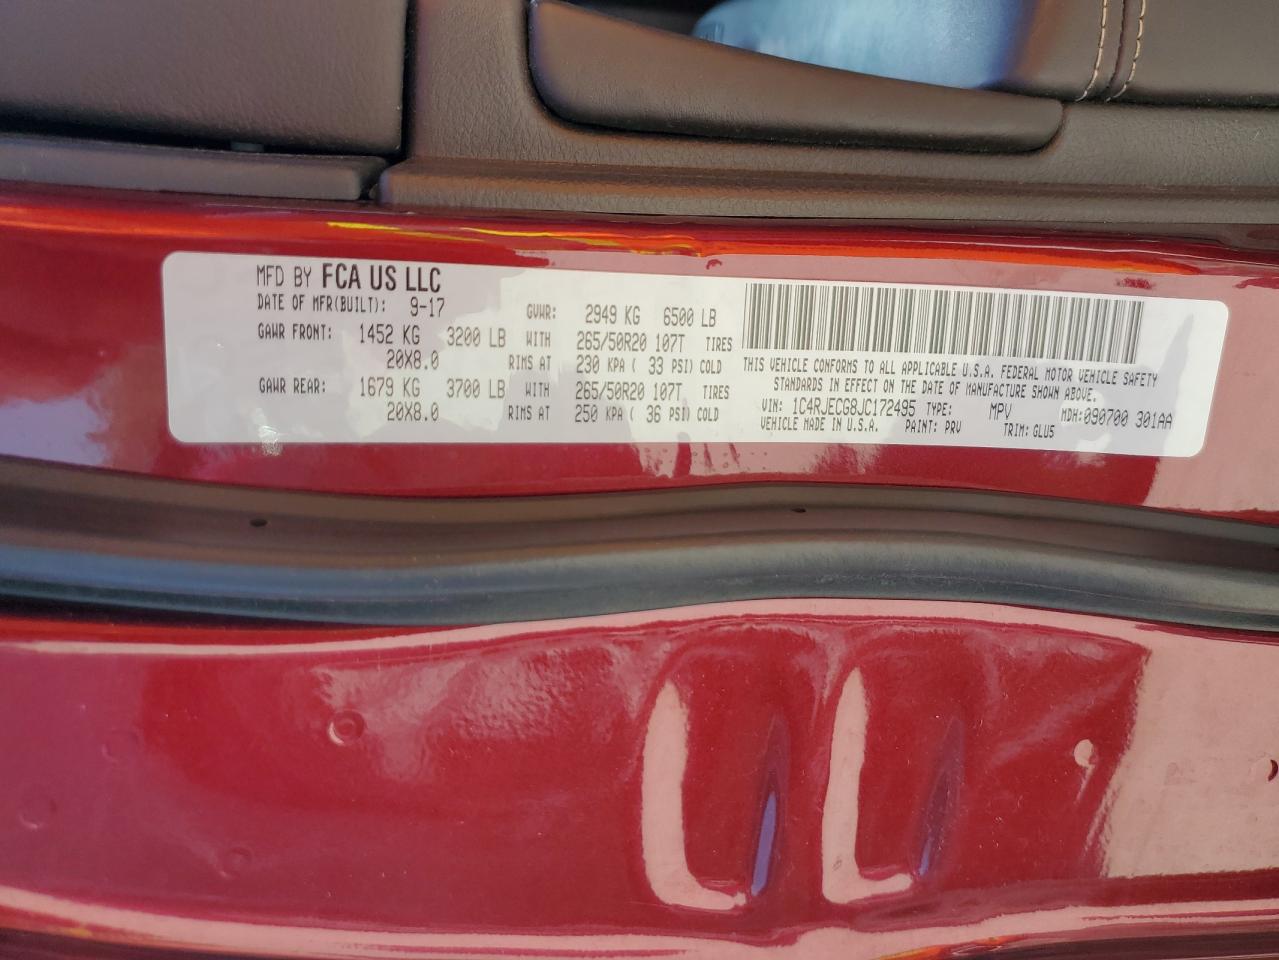 MFD BY FCA US LLC
DATE OF MFR(BUILT): 9-17 GVWR: 2949 KG 6500 LB
GAWR FRONT: 1452 KG 3200 LB WITH 265/50R20 107T TIRES
20X8.0 RIMS AT 230 KPA ( 33 PSI) COLD
GAWR REAR: 1679 KG 3700 LB WITH 265/50R20 107T TIRES
20X8.0 RIMS AT 250 KPA ( 36 PSI) COLD
THIS VEHICLE CONFORMS TO ALL APPLICABLE U.S.A. FEDERAL MOTOR VEHICLE SAFETY
STANDARDS IN EFFECT ON THE DATE OF MANUFACTURE SHOWN ABOVE.
VIN: 1C4RJECG8JC172495 TYPE: MPV MDH:090700 301AA
VEHICLE MADE IN U.S.A. PAINT: PRV TRIM: GLU5